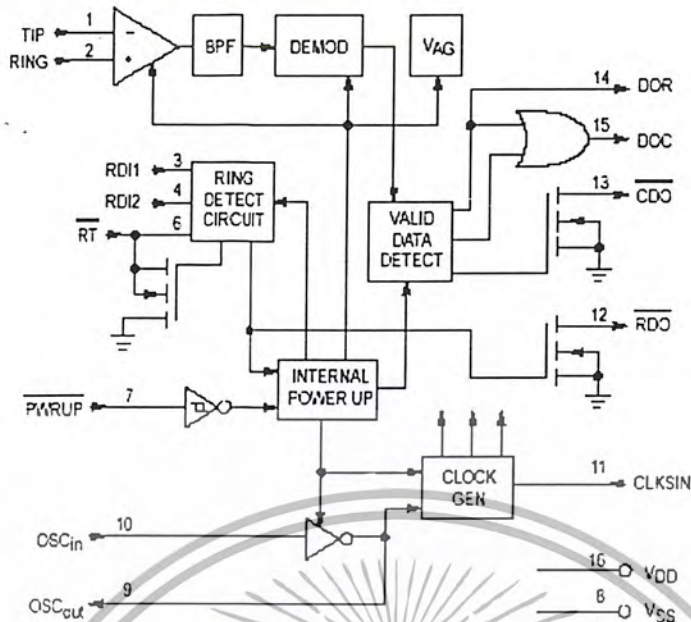 TIP 1 − BPF DEMOD VAG
RING 2 +
14 DOR
15 DOC
RDI1 3 RING DETECT CIRCUIT
RDI2 4
RT 6
VALID DATA DETECT
13 CDO
12 RDO
INTERNAL POWER UP
PWRUP 7
CLOCK GEN
11 CLKSIN
OSCin 10
OSCout 9
16 VDD
8 VSS